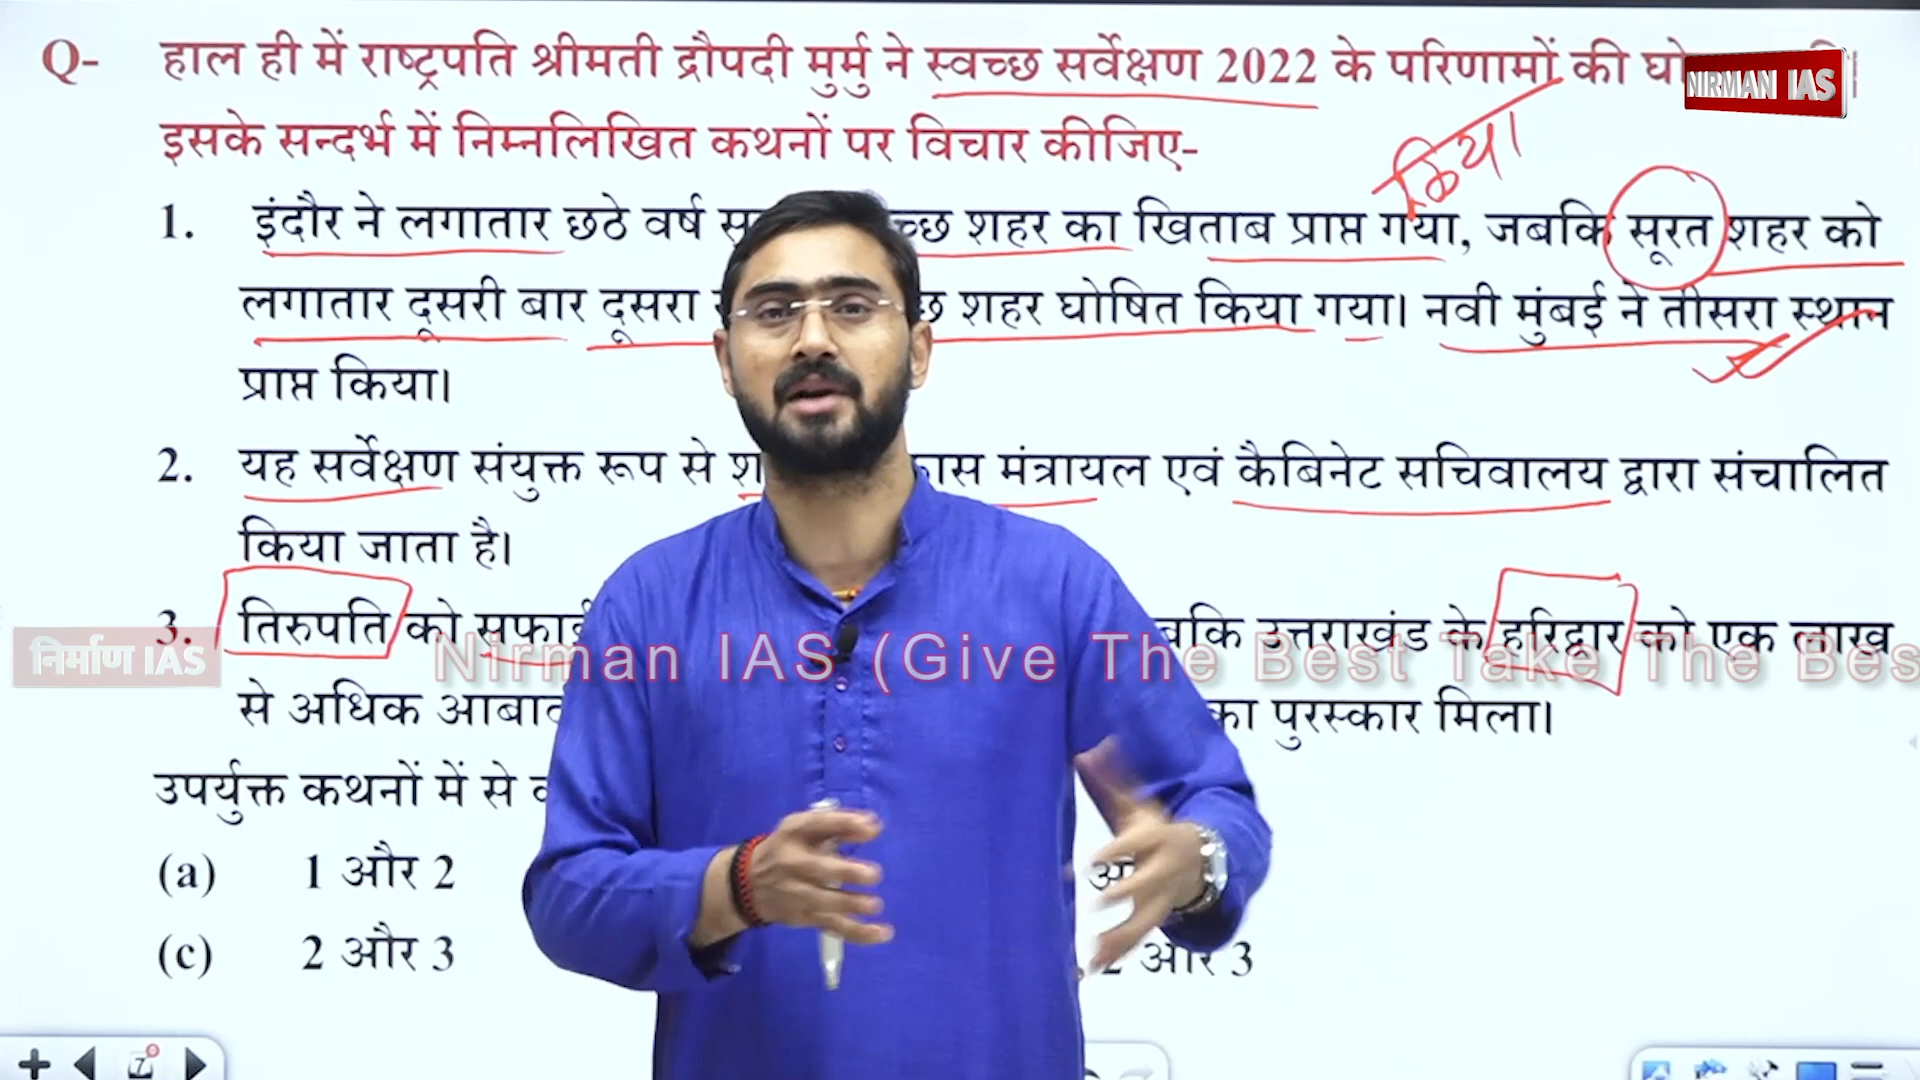 Q- हाल ही में राष्ट्रपति श्रीमती द्रौपदी मुर्मु ने स्वच्छ सर्वेक्षण 2022 के परिणामों की
NIRMAN IAS
इसके सन्दर्भ में निम्नलिखित कथनों पर विचार कीजिए-
किया
1. इंदौर ने लगातार छठे वर्ष शहर का खिताब प्राप्त गया, जबकि सूरत शहर को
लगातार दूसरी बार दूसरा शहर घोषित किया गया। नवी मुंबई ने तीसरा स्थान
प्राप्त किया।
2. यह सर्वेक्षण संयुक्त रूप से मंत्रायल एवं कैबिनेट सचिवालय द्वारा संचालित
किया जाता है।
3. तिरुपति को उत्तराखंड के हरिद्वार को एक लाख
निर्माण IAS
Nirman IAS (Give The Best Take The Bes
से अधिक का पुरस्कार मिला।
उपर्युक्त कथनों में से
(a) 1 और 2
(c) 2 और 3 2 और 3